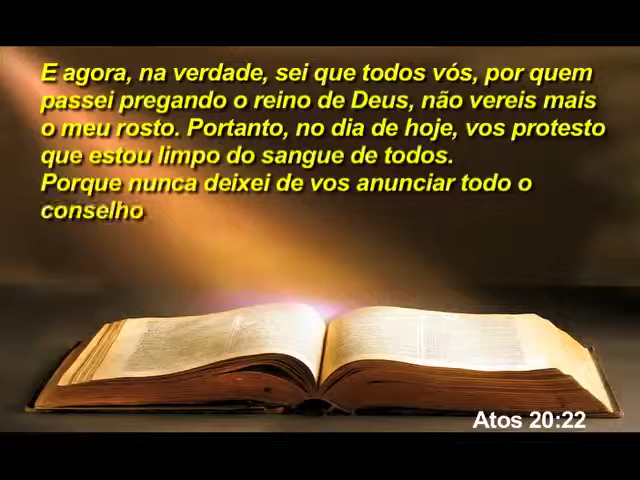 E agora, na verdade, sei que todos vós, por quem
passei pregando o reino de Deus, não vereis mais
o meu rosto. Portanto, no dia de hoje, vos protesto
que estou limpo do sangue de todos.
Porque nunca deixei de vos anunciar todo o
conselho
Atos 20:22